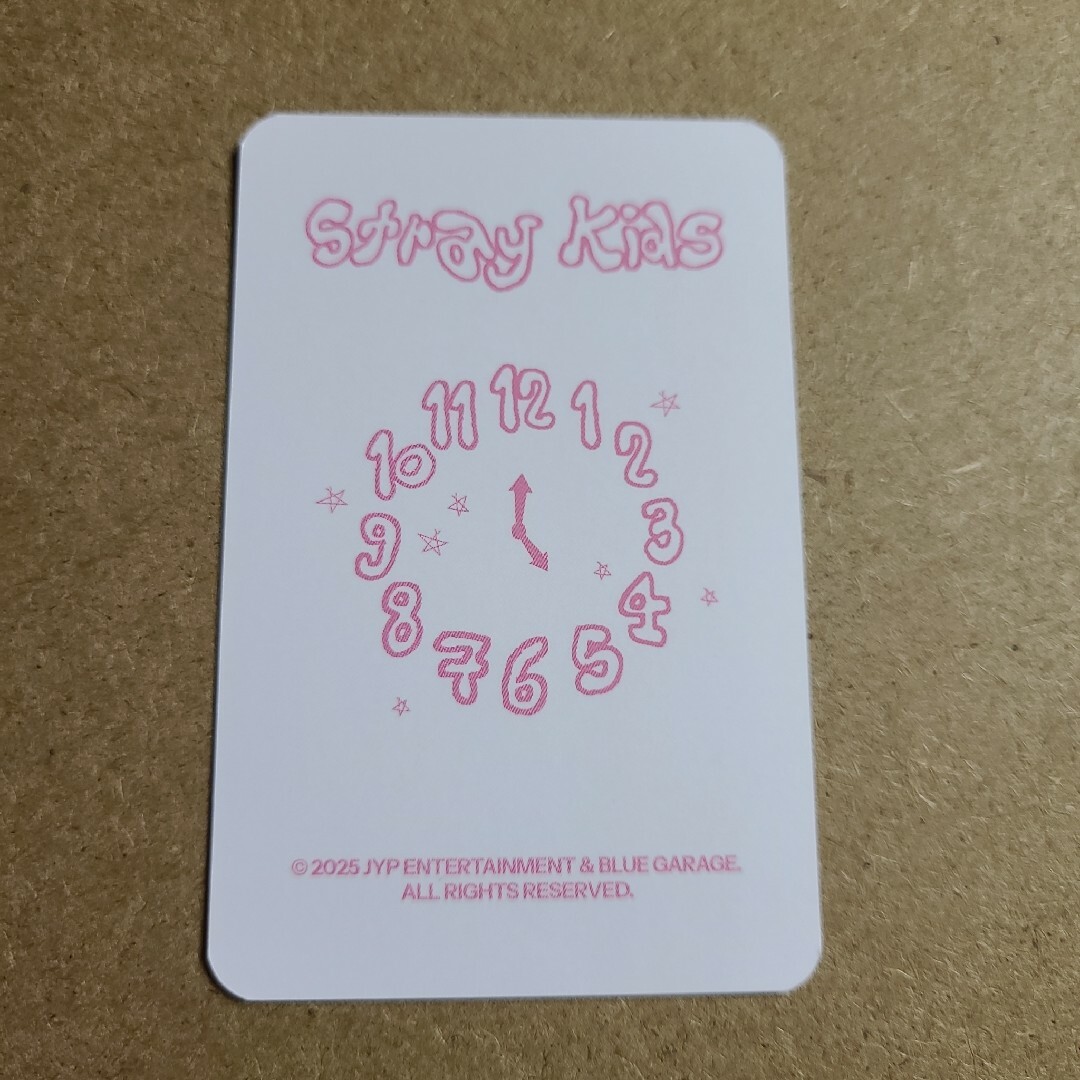 Stray Kids
12
11 1
10 2
9 3
8 4
7 6 5
© 2025 JYP ENTERTAINMENT & BLUE GARAGE.
ALL RIGHTS RESERVED.